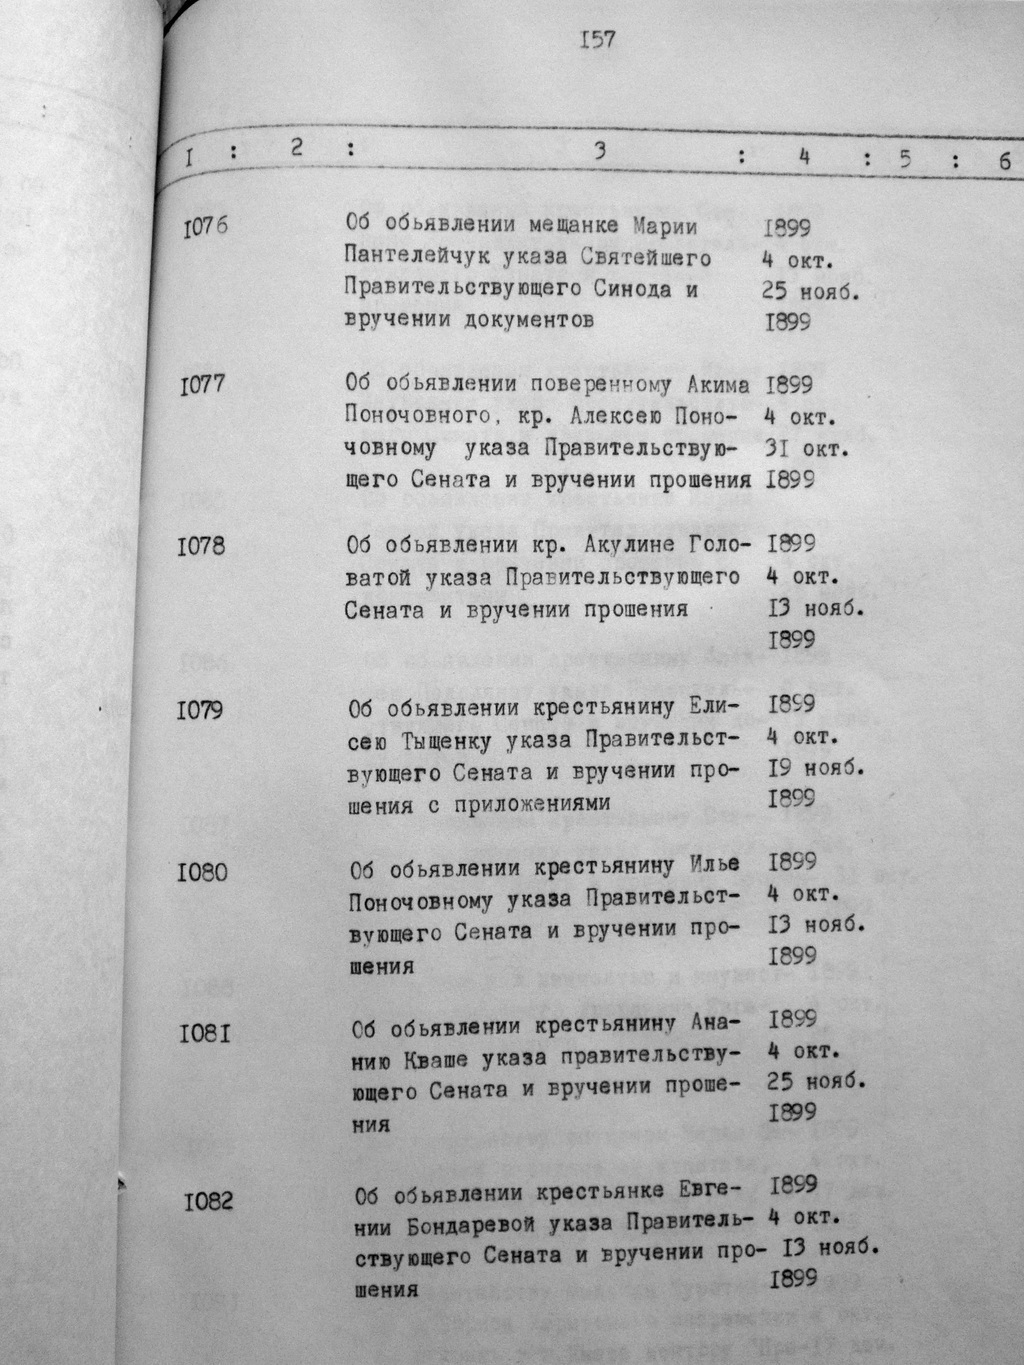 I57
I : 2 : 3 : 4 : 5 : 6
I076 Об обьявлении мещанке Марии I899
Пантелейчук указа Святейшего 4 окт.
Правительствующего Синода и 25 нояб.
вручении документов I899
I077 Об обьявлении поверенному Акима I899
Поночовного, кр. Алексею Поно- 4 окт.
човному указа Правительствую- 3I окт.
щего Сената и вручении прошения I899
I078 Об обьявлении кр. Акулине Голо- I899
ватой указа Правительствующего 4 окт.
Сената и вручении прошения I3 нояб.
I899
I079 Об обьявлении крестьянину Ели- I899
сею Тыщенку указа Правительст- 4 окт.
вующего Сената и вручении про- I9 нояб.
шения с приложениями I899
I080 Об обьявлении крестьянину Илье I899
Поночовному указа Правительст- 4 окт.
вующего Сената и вручении про- I3 нояб.
шения I899
I08I Об обьявлении крестьянину Ана- I899
нию Кваше указа правительству- 4 окт.
ющего Сената и вручении проше- 25 нояб.
ния I899
I082 Об обьявлении крестьянке Евге- I899
нии Бондаревой указа Правитель- 4 окт.
ствующего Сената и вручении про- I3 нояб.
шения I899